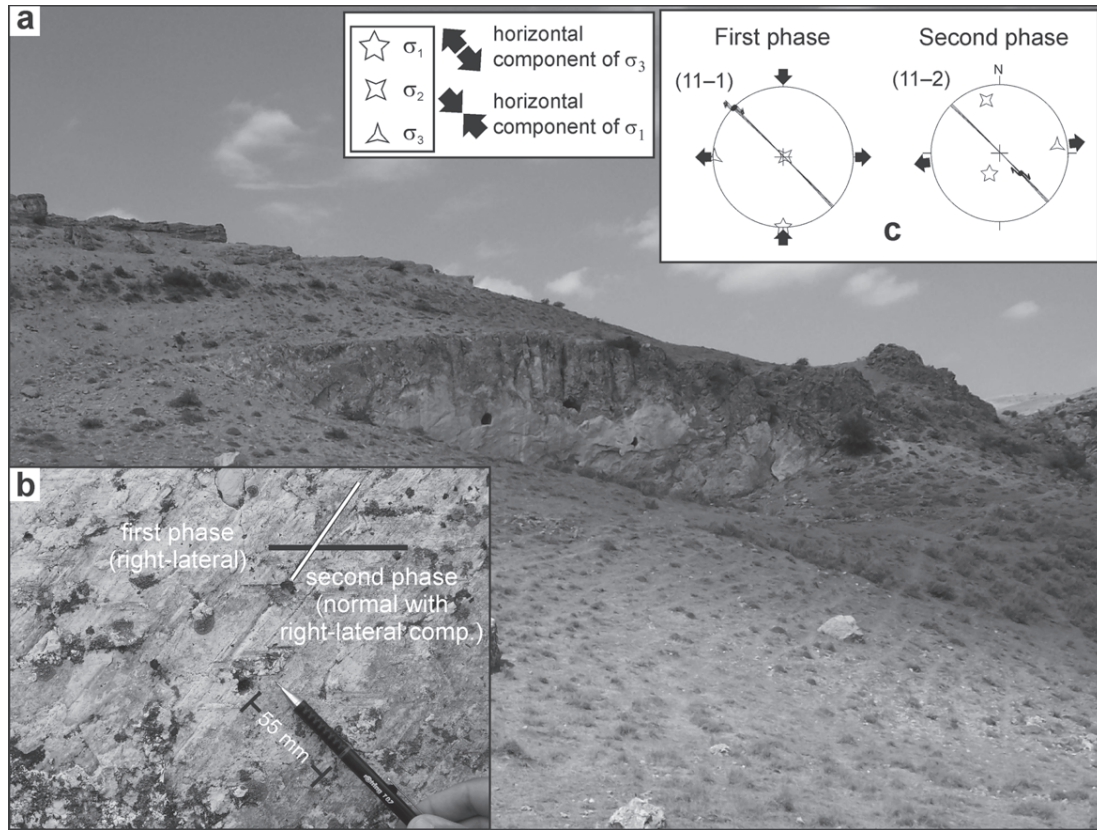 a
σ1
σ2
σ3
horizontal
component of σ3
horizontal
component of σ1
First phase
Second phase
(11–1)
(11–2)
N
c
b
first phase
(right-lateral)
second phase
(normal with
right-lateral comp.)
55 mm